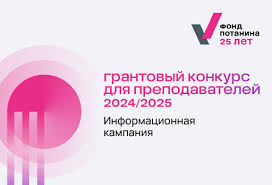 ФОНД
ПОТАНИНА
25 ЛЕТ
грантовый конкурс
для преподавателей
2024/2025
Информационная
кампания